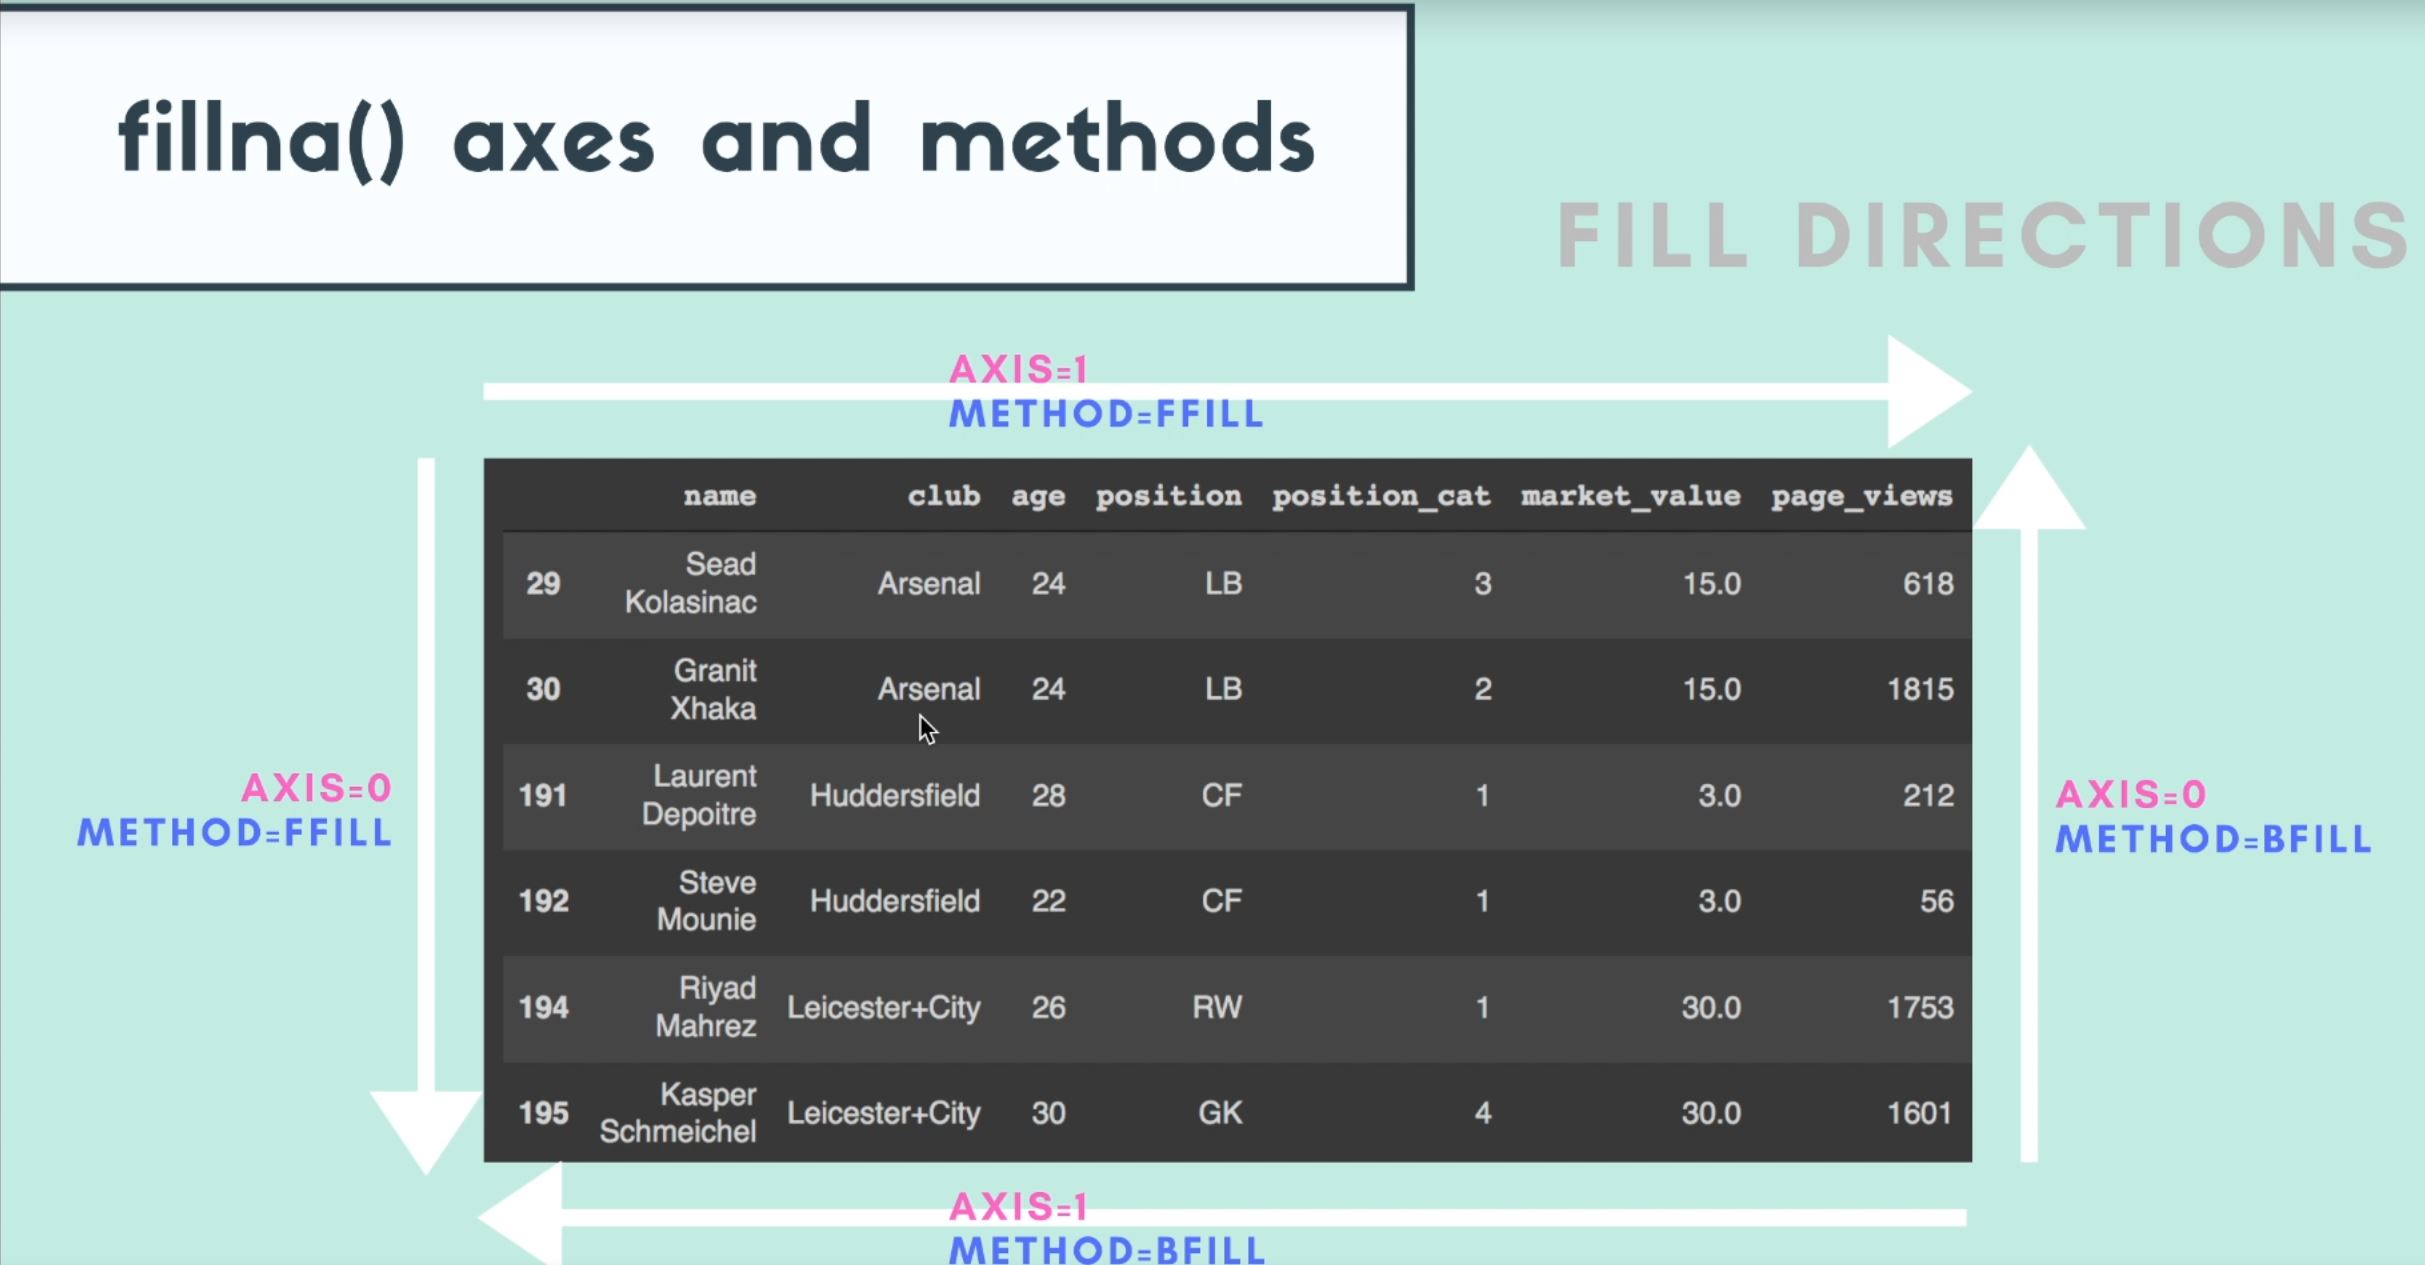 fillna() axes and methods
FILL DIRECTIONS
AXIS=1
METHOD=FFILL
AXIS=0
METHOD=FFILL
name club age position position_cat market_value page_views
29 Sead Kolasinac Arsenal 24 LB 3 15.0 618
30 Granit Xhaka Arsenal 24 LB 2 15.0 1815
191 Laurent Depoitre Huddersfield 28 CF 1 3.0 212
192 Steve Mounie Huddersfield 22 CF 1 3.0 56
194 Riyad Mahrez Leicester+City 26 RW 1 30.0 1753
195 Kasper Schmeichel Leicester+City 30 GK 4 30.0 1601
AXIS=0
METHOD=BFILL
AXIS=1
METHOD=BFILL